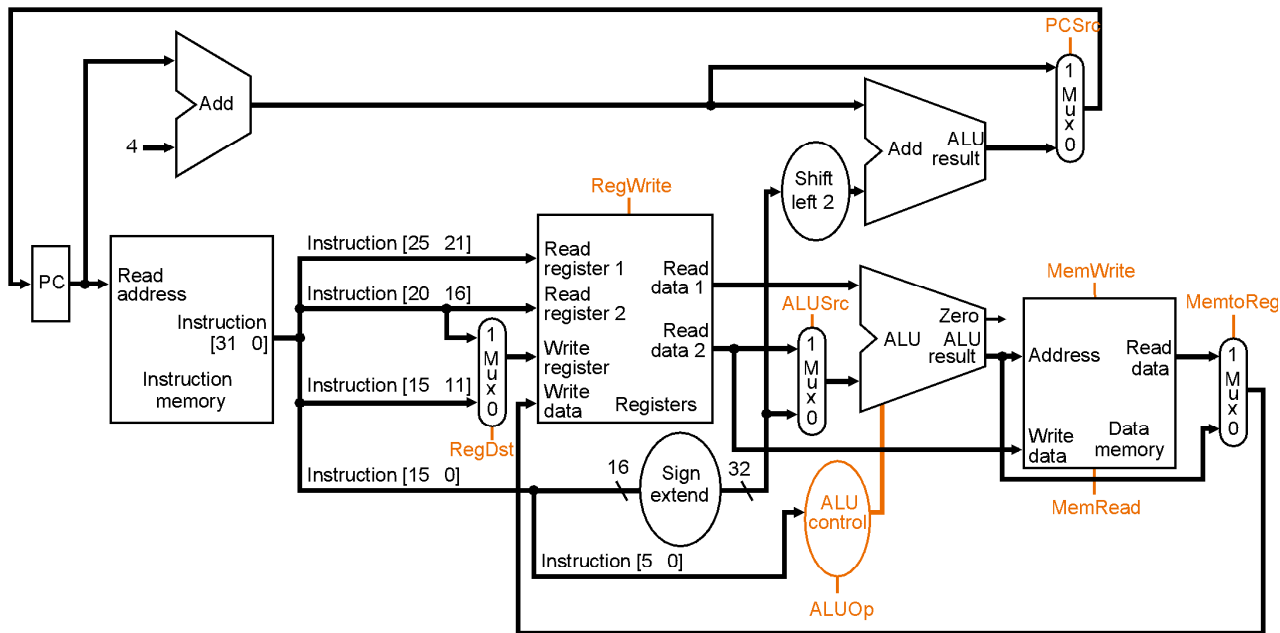 PCSrc
1
M
u
x
0
Add
4
Add
ALU
result
Shift
left 2
RegWrite
PC
Read
address
Instruction
[31 0]
Instruction
memory
Instruction [25 21]
Instruction [20 16]
1
M
u
x
0
Instruction [15 11]
RegDst
Instruction [15 0]
Read
register 1
Read
register 2
Write
register
Write
data
Read
data 1
Read
data 2
Registers
ALUSrc
1
M
u
x
0
Zero
ALU
ALU
result
MemWrite
Address
Read
data
Write
data
Data
memory
MemRead
MemtoReg
1
M
u
x
0
16
Sign
extend
32
ALU
control
Instruction [5 0]
ALUOp